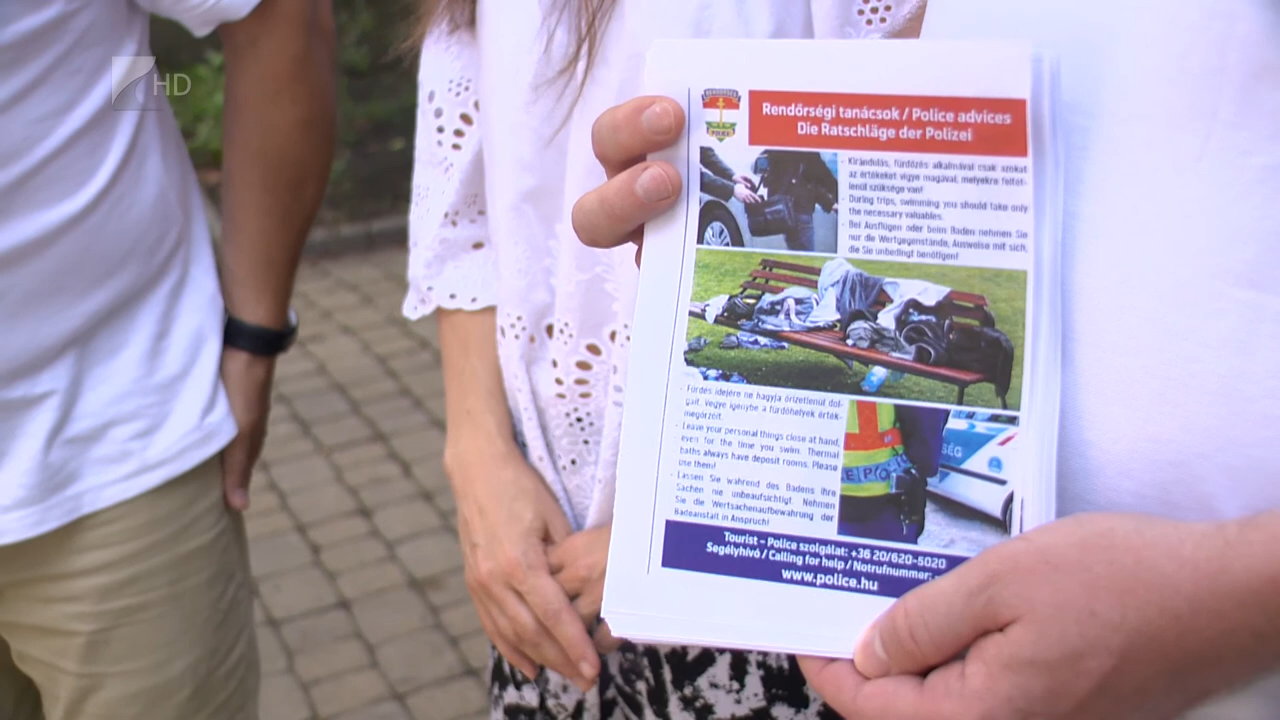 HD
RENDŐRSÉG
POLICE
Rendőrségi tanácsok / Police advices
Die Ratschläge der Polizei
- Kirándulás, fürdőzés alkalmával csak azokat
az értékeket vigye magával, melyekre feltét-
lenül szüksége van!
- During trips, swimming you should take only
the necessary valuables.
- Bei Ausflügen oder beim Baden nehmen Sie
nur die Wertgegenstände, Ausweise mit sich,
die Sie unbedingt benötigen!
- Fürdés idejére ne hagyja őrizetlenül dol-
gait. Vegye igénybe a fürdőhelyek érték-
megőrzőit.
- Leave your personal things close at hand,
even for the time you swim. Thermal
baths always have deposit rooms. Please
use them!
- Lassen Sie während des Badens Ihre
Sachen nie unbeaufsichtigt. Nehmen
Sie die Wertsachenaufbewahrung der
Badeanstalt in Anspruch!
SÉG
Tourist – Police szolgálat: +36 20/620-5020
Segélyhívó / Calling for help / Notrufnummer:
www.police.hu